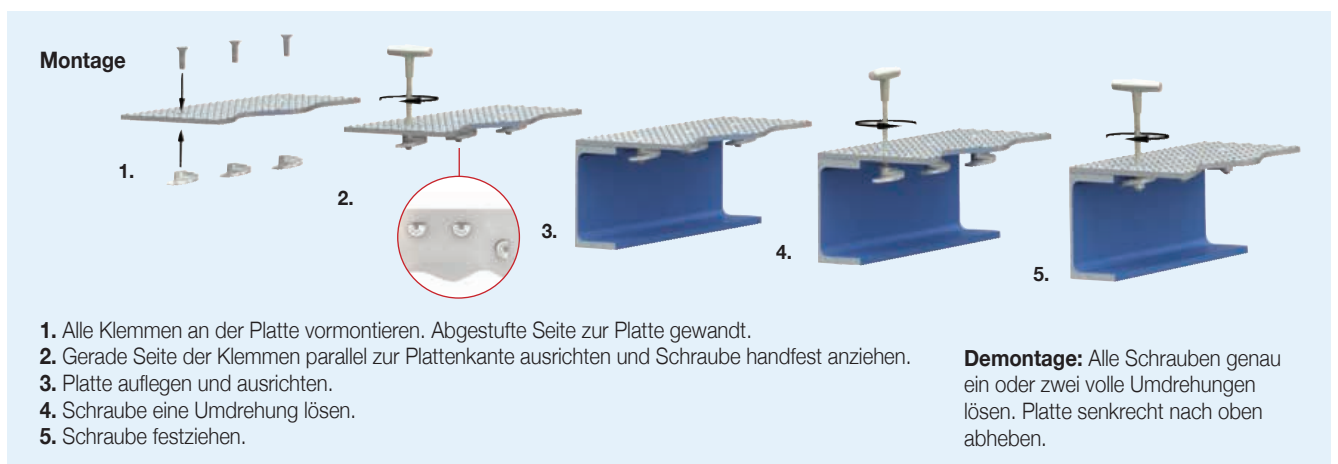 Montage
1.
2.
3.
4.
5.
1. Alle Klemmen an der Platte vormontieren. Abgestufte Seite zur Platte gewandt.
2. Gerade Seite der Klemmen parallel zur Plattenkante ausrichten und Schraube handfest anziehen.
3. Platte auflegen und ausrichten.
4. Schraube eine Umdrehung lösen.
5. Schraube festziehen.
Demontage: Alle Schrauben genau
ein oder zwei volle Umdrehungen
lösen. Platte senkrecht nach oben
abheben.